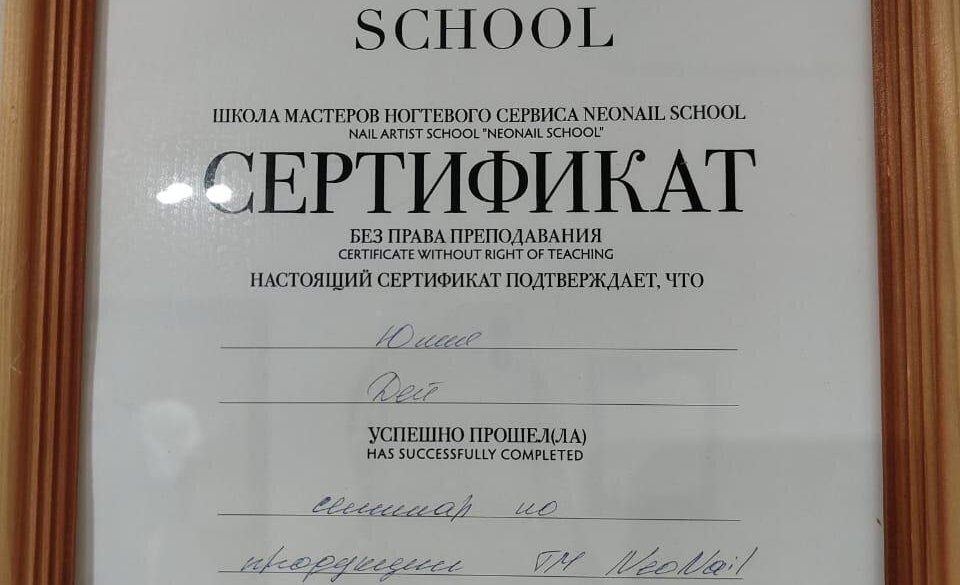 SCHOOL
ШКОЛА МАСТЕРОВ НОГТЕВОГО СЕРВИСА NEONAIL SCHOOL
NAIL ARTIST SCHOOL "NEONAIL SCHOOL"
СЕРТИФИКАТ
БЕЗ ПРАВА ПРЕПОДАВАНИЯ
CERTIFICATE WITHOUT RIGHT OF TEACHING
НАСТОЯЩИЙ СЕРТИФИКАТ ПОДТВЕРЖДАЕТ, ЧТО
Юлия
Дей
УСПЕШНО ПРОШЕЛ(ЛА)
HAS SUCCESSFULLY COMPLETED
семинар по
продукции ТМ NeoNail